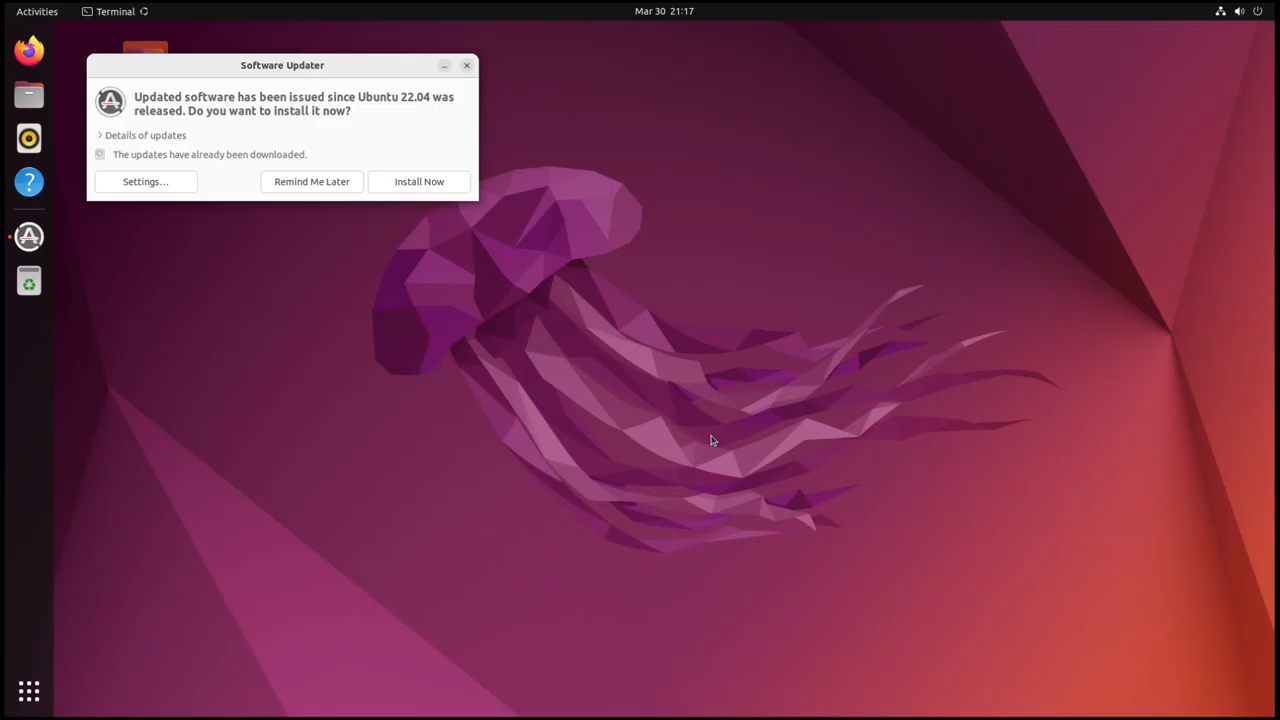 Activities
Terminal
Mar 30 21:17
Software Updater
Updated software has been issued since Ubuntu 22.04 was
released. Do you want to install it now?
Details of updates
The updates have already been downloaded.
Settings...
Remind Me Later
Install Now